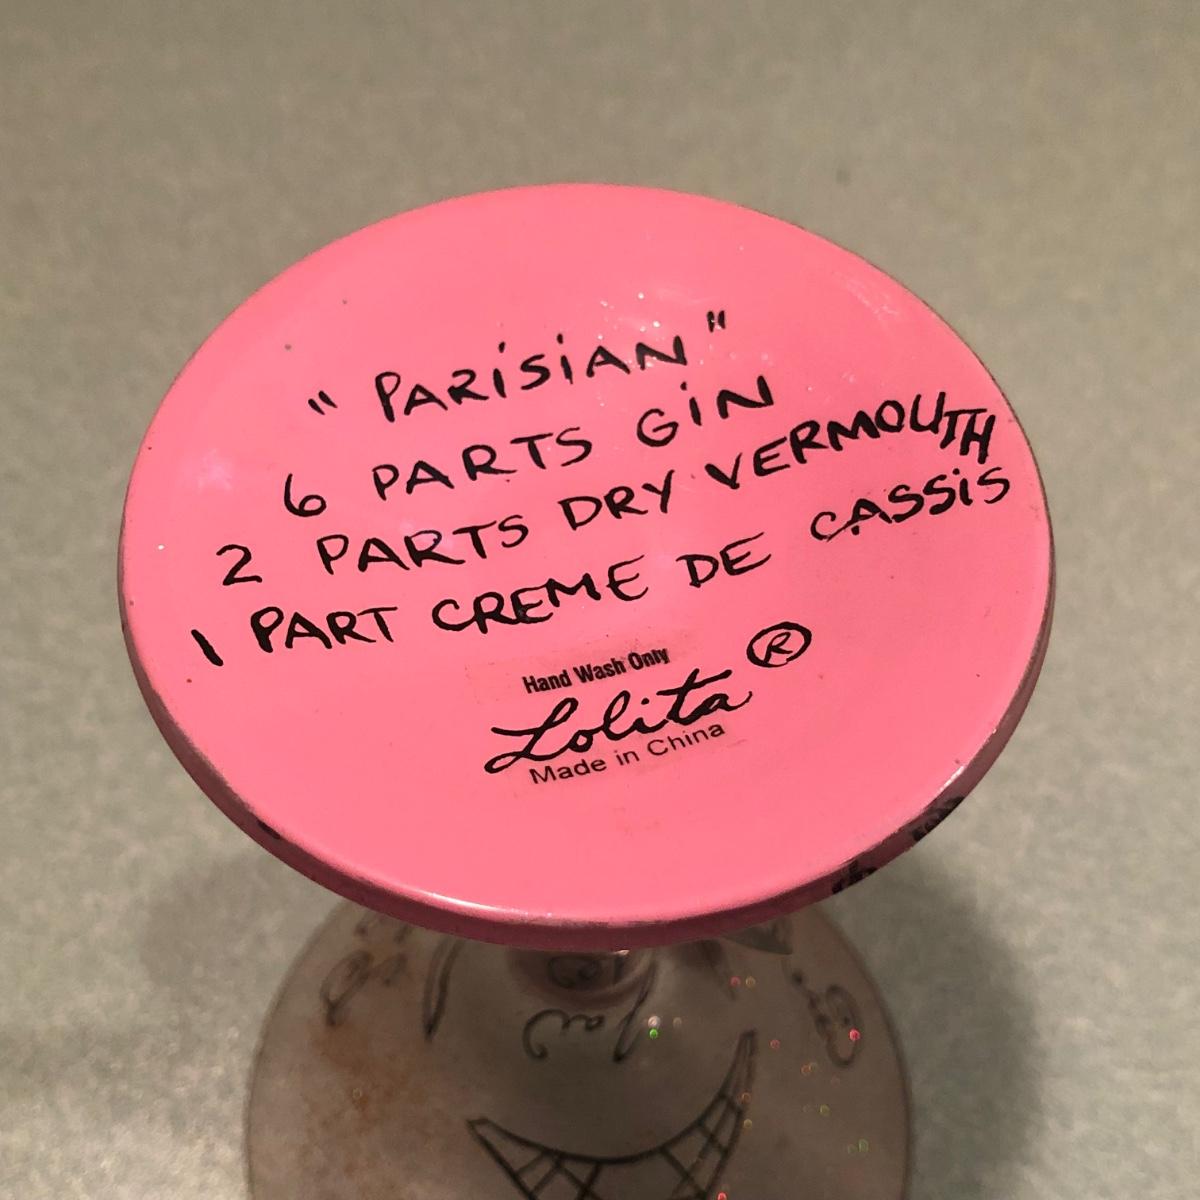 "PARiSiAN"
6 PARTS GiN
2 PARTS DRY VERMOUTH
1 PART CREME DE CASSiS
Hand Wash Only
Lolita ®
Made in China